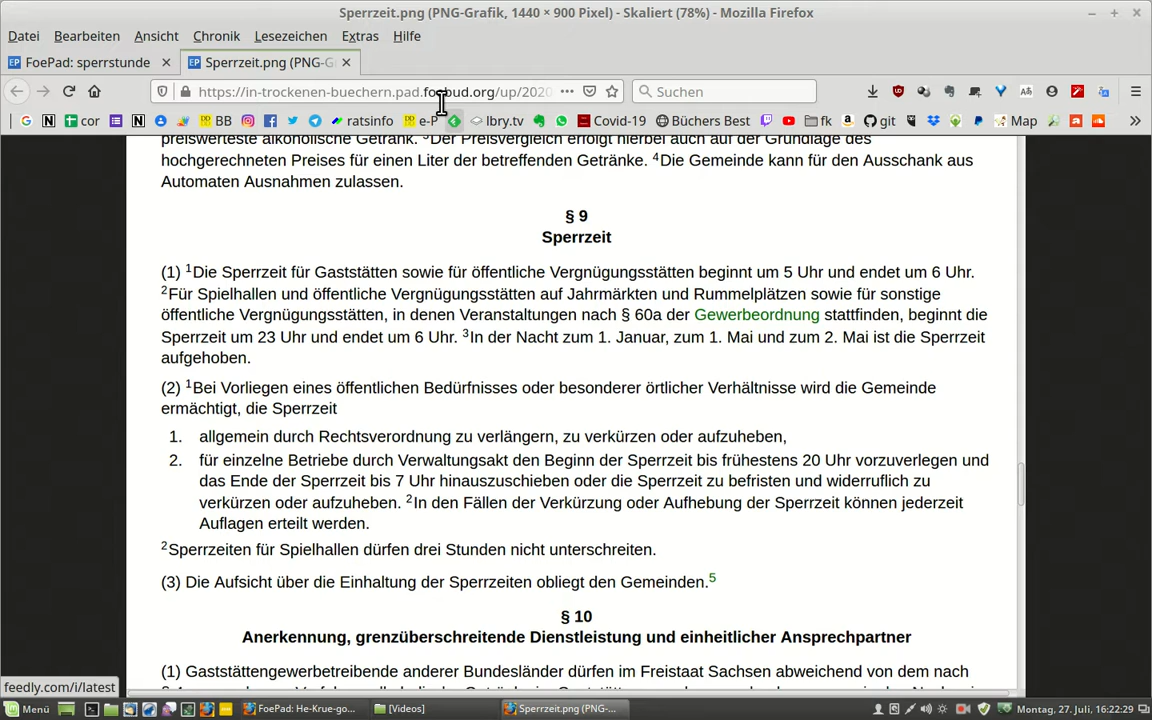 Sperrzeit.png (PNG-Grafik, 1440 × 900 Pixel) - Skaliert (78%) - Mozilla Firefox
Datei Bearbeiten Ansicht Chronik Lesezeichen Extras Hilfe
FoePad: sperrstunde Sperrzeit.png (PNG-G
https://in-trockenen-buechern.pad.foebud.org/up/2020 Suchen
cor BB ratsinfo e-P lbry.tv Covid-19 Büchers Best fk git Map
preiswerteste alkoholische Getränk. ³Der Preisvergleich erfolgt hierbei auch auf der Grundlage des
hochgerechneten Preises für einen Liter der betreffenden Getränke. ⁴Die Gemeinde kann für den Ausschank aus
Automaten Ausnahmen zulassen.
§ 9
Sperrzeit
(1) ¹Die Sperrzeit für Gaststätten sowie für öffentliche Vergnügungsstätten beginnt um 5 Uhr und endet um 6 Uhr.
²Für Spielhallen und öffentliche Vergnügungsstätten auf Jahrmärkten und Rummelplätzen sowie für sonstige
öffentliche Vergnügungsstätten, in denen Veranstaltungen nach § 60a der Gewerbeordnung stattfinden, beginnt die
Sperrzeit um 23 Uhr und endet um 6 Uhr. ³In der Nacht zum 1. Januar, zum 1. Mai und zum 2. Mai ist die Sperrzeit
aufgehoben.
(2) ¹Bei Vorliegen eines öffentlichen Bedürfnisses oder besonderer örtlicher Verhältnisse wird die Gemeinde
ermächtigt, die Sperrzeit
1. allgemein durch Rechtsverordnung zu verlängern, zu verkürzen oder aufzuheben,
2. für einzelne Betriebe durch Verwaltungsakt den Beginn der Sperrzeit bis frühestens 20 Uhr vorzuverlegen und
das Ende der Sperrzeit bis 7 Uhr hinauszuschieben oder die Sperrzeit zu befristen und widerruflich zu
verkürzen oder aufzuheben. ²In den Fällen der Verkürzung oder Aufhebung der Sperrzeit können jederzeit
Auflagen erteilt werden.
²Sperrzeiten für Spielhallen dürfen drei Stunden nicht unterschreiten.
(3) Die Aufsicht über die Einhaltung der Sperrzeiten obliegt den Gemeinden.⁵
§ 10
Anerkennung, grenzüberschreitende Dienstleistung und einheitlicher Ansprechpartner
(1) Gaststättengewerbetreibende anderer Bundesländer dürfen im Freistaat Sachsen abweichend von dem nach
feedly.com/i/latest
Menü FoePad: He-Krue-go... [Videos] Sperrzeit.png (PNG-... Montag, 27. Juli, 16:22:29